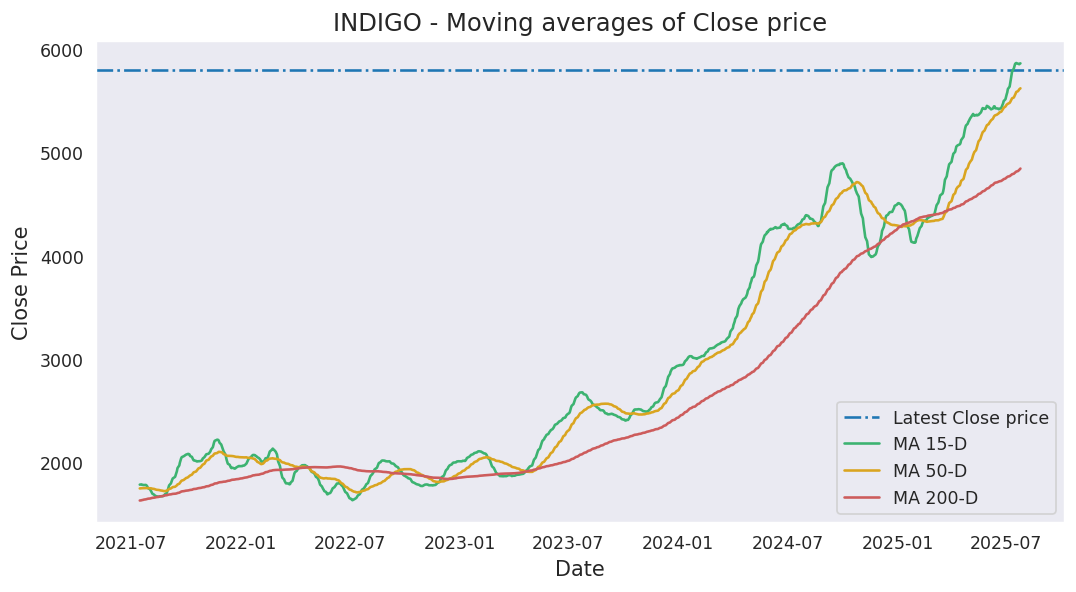 INDIGO - Moving averages of Close price
6000
5000
4000
3000
2000
Close Price
2021-07 2022-01 2022-07 2023-01 2023-07 2024-01 2024-07 2025-01 2025-07
Date
Latest Close price
MA 15-D
MA 50-D
MA 200-D